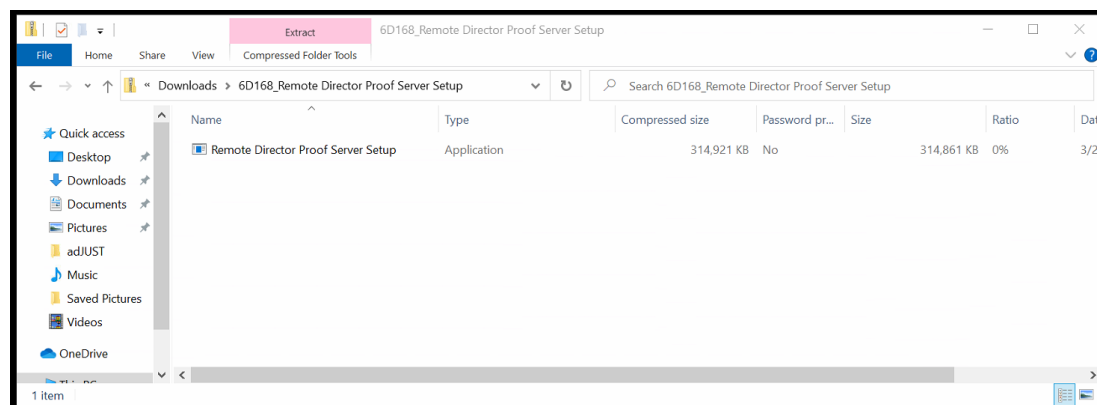 Extract
6D168_Remote Director Proof Server Setup
File Home Share View Compressed Folder Tools
« Downloads > 6D168_Remote Director Proof Server Setup
Search 6D168_Remote Director Proof Server Setup
Name Type Compressed size Password pr... Size Ratio Dat
Quick access
Remote Director Proof Server Setup Application 314,921 KB No 314,861 KB 0% 3/2
Desktop
Downloads
Documents
Pictures
adJUST
Music
Saved Pictures
Videos
OneDrive
1 item